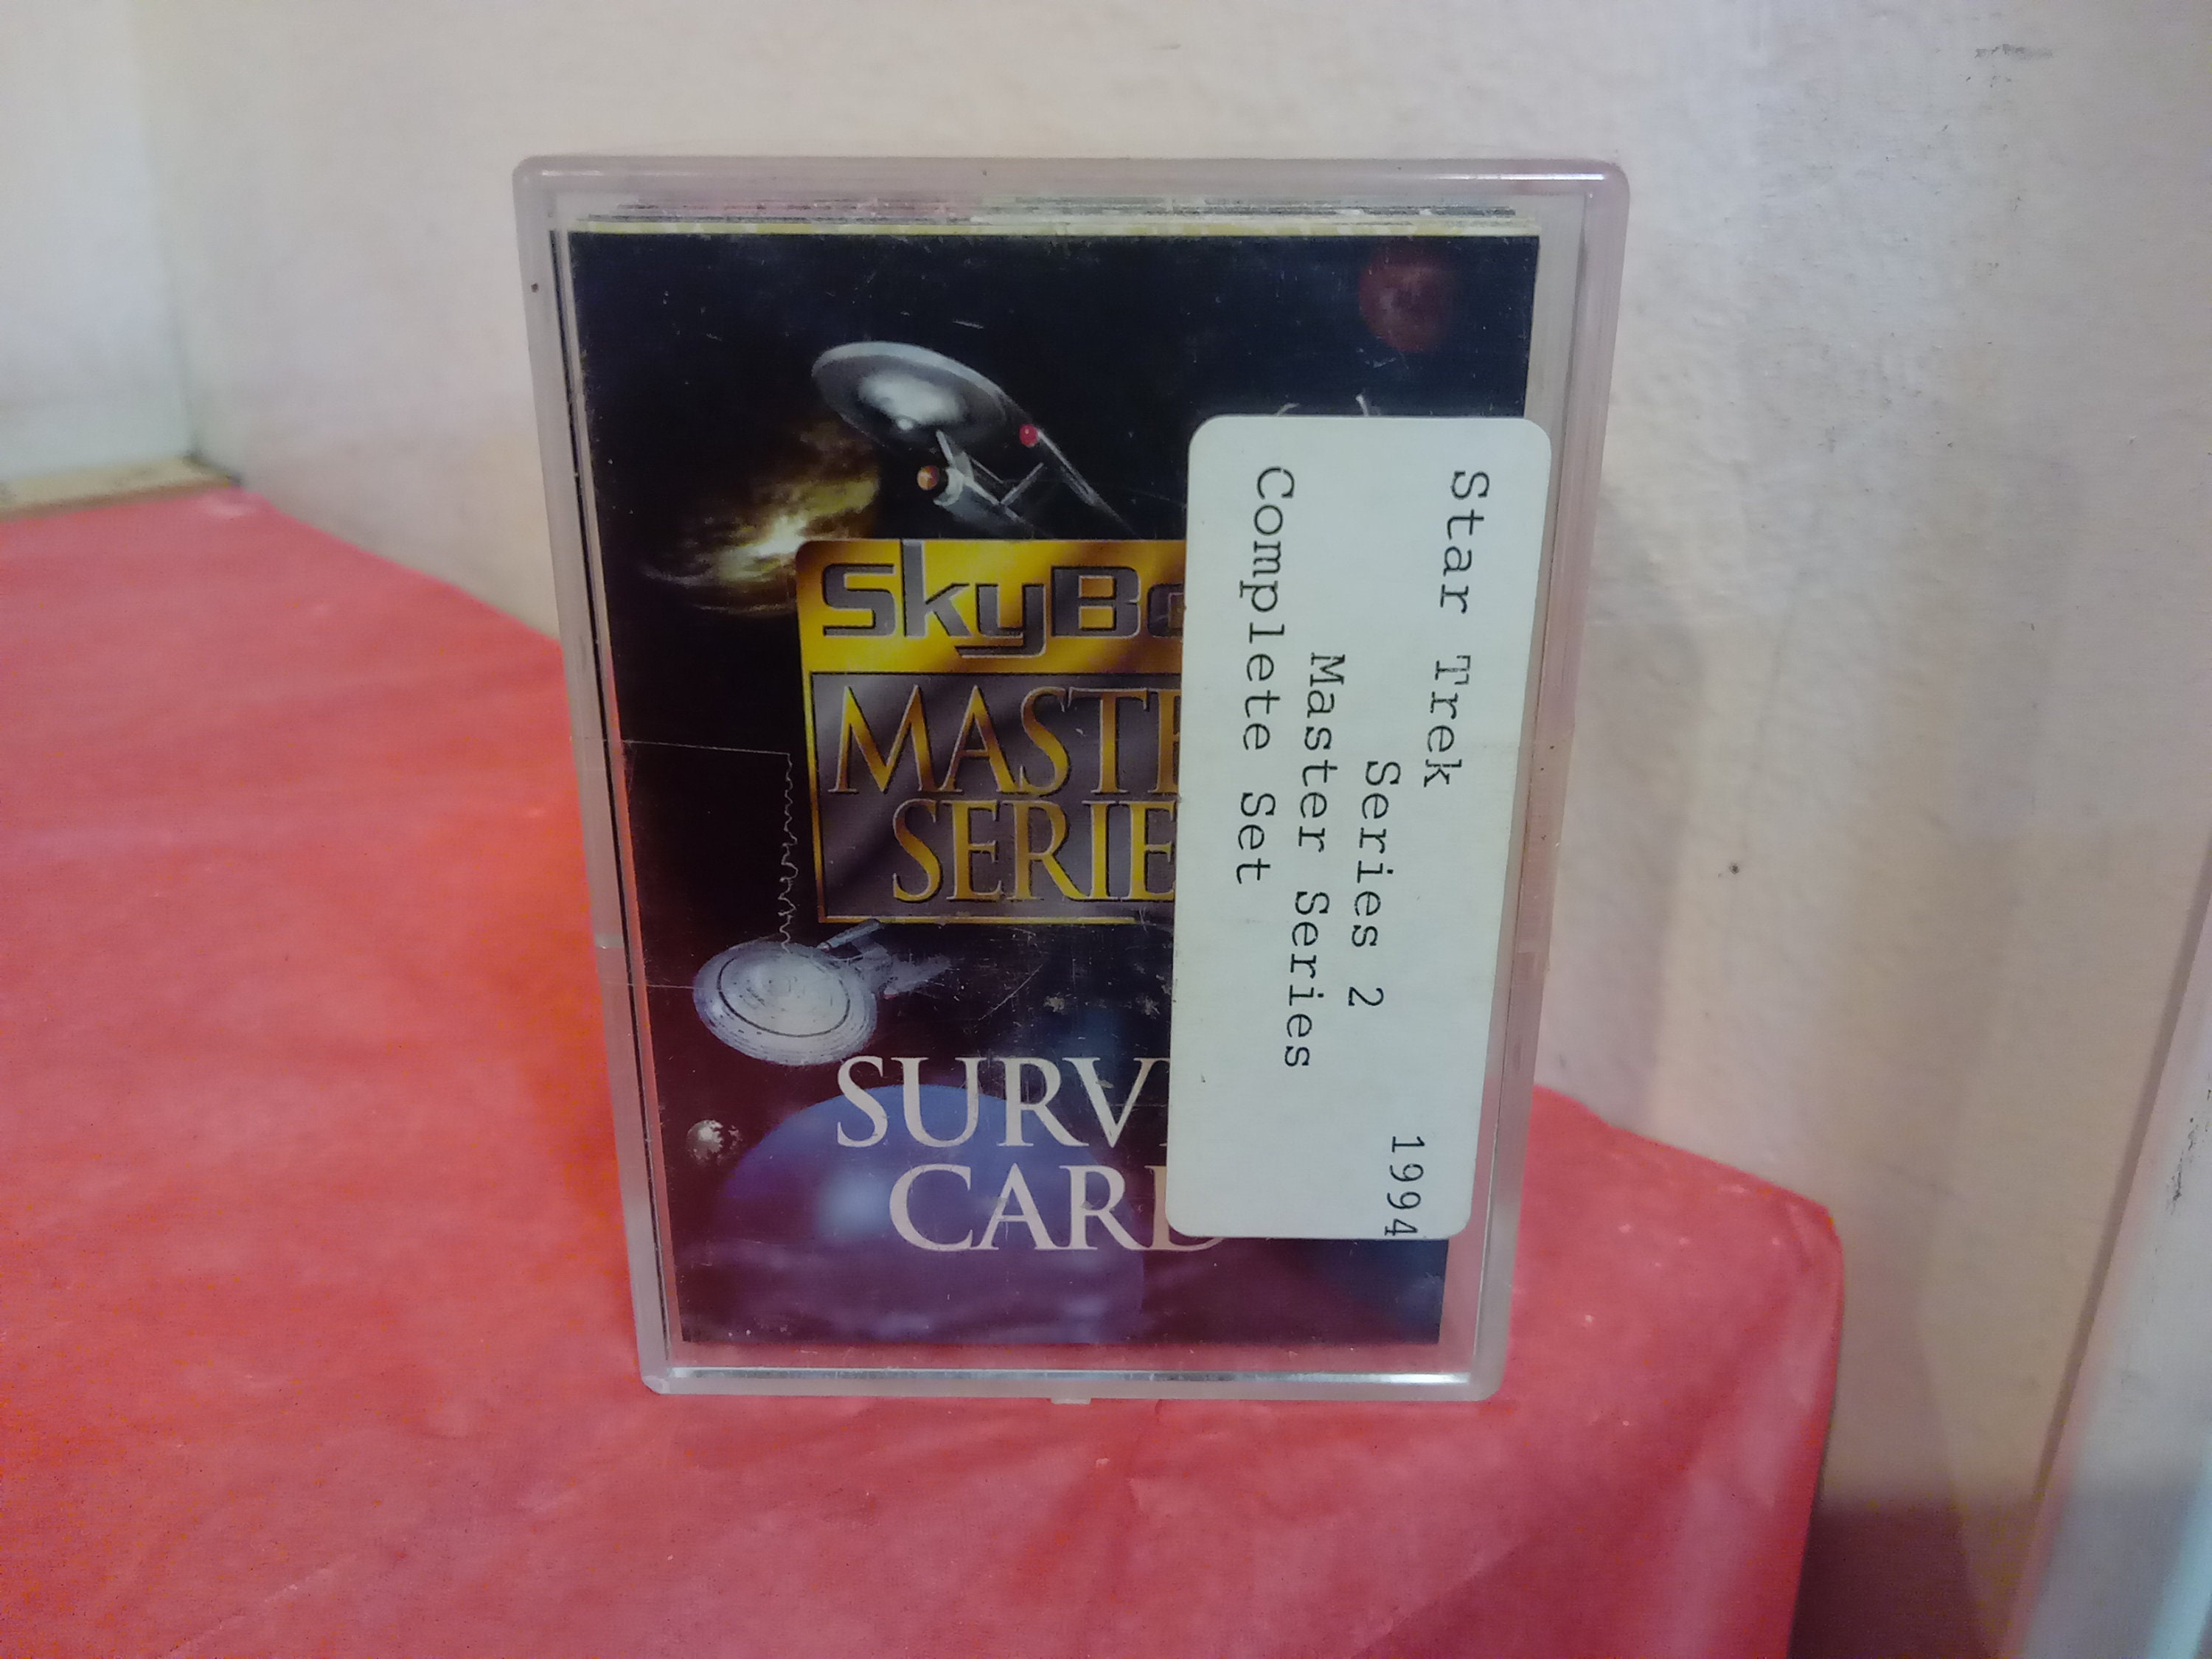 SkyBo
MASTE
SERIE
SURV
CARD
Star Trek
Series 2
Master Series
Complete Set
1994